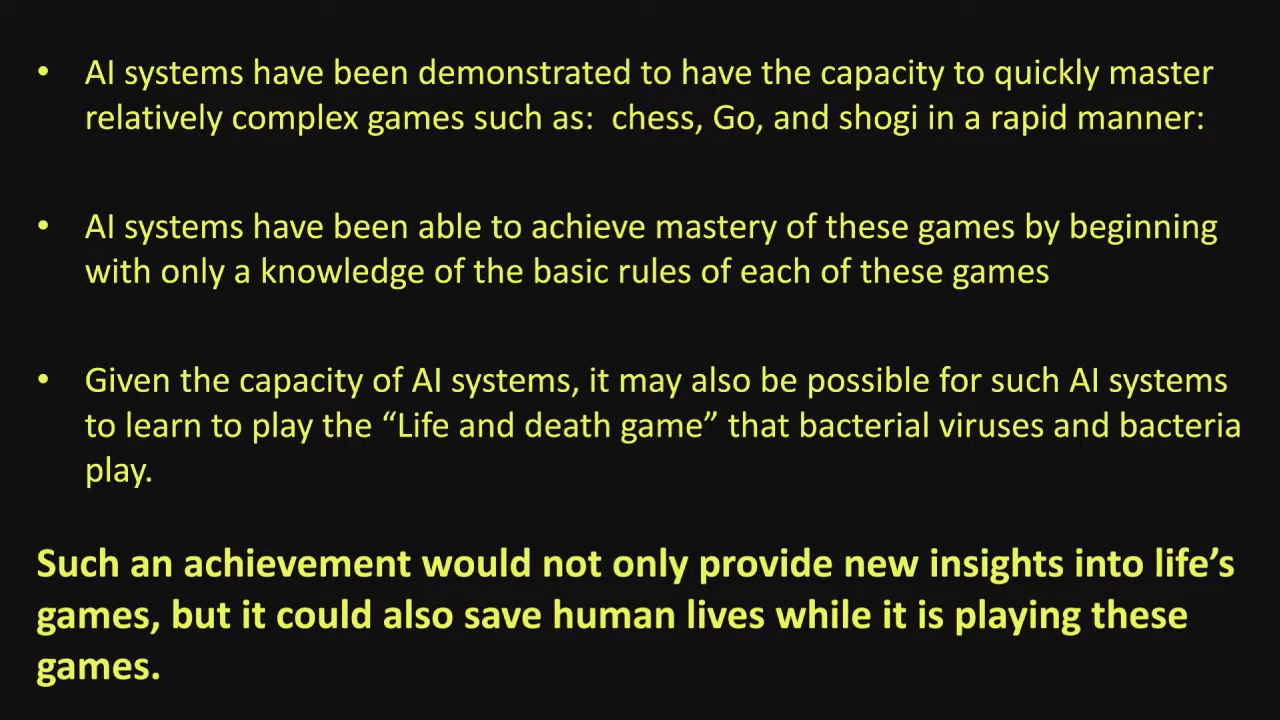 • AI systems have been demonstrated to have the capacity to quickly master
relatively complex games such as:  chess, Go, and shogi in a rapid manner:
• AI systems have been able to achieve mastery of these games by beginning
with only a knowledge of the basic rules of each of these games
• Given the capacity of AI systems, it may also be possible for such AI systems
to learn to play the “Life and death game” that bacterial viruses and bacteria
play.
Such an achievement would not only provide new insights into life’s
games, but it could also save human lives while it is playing these
games.